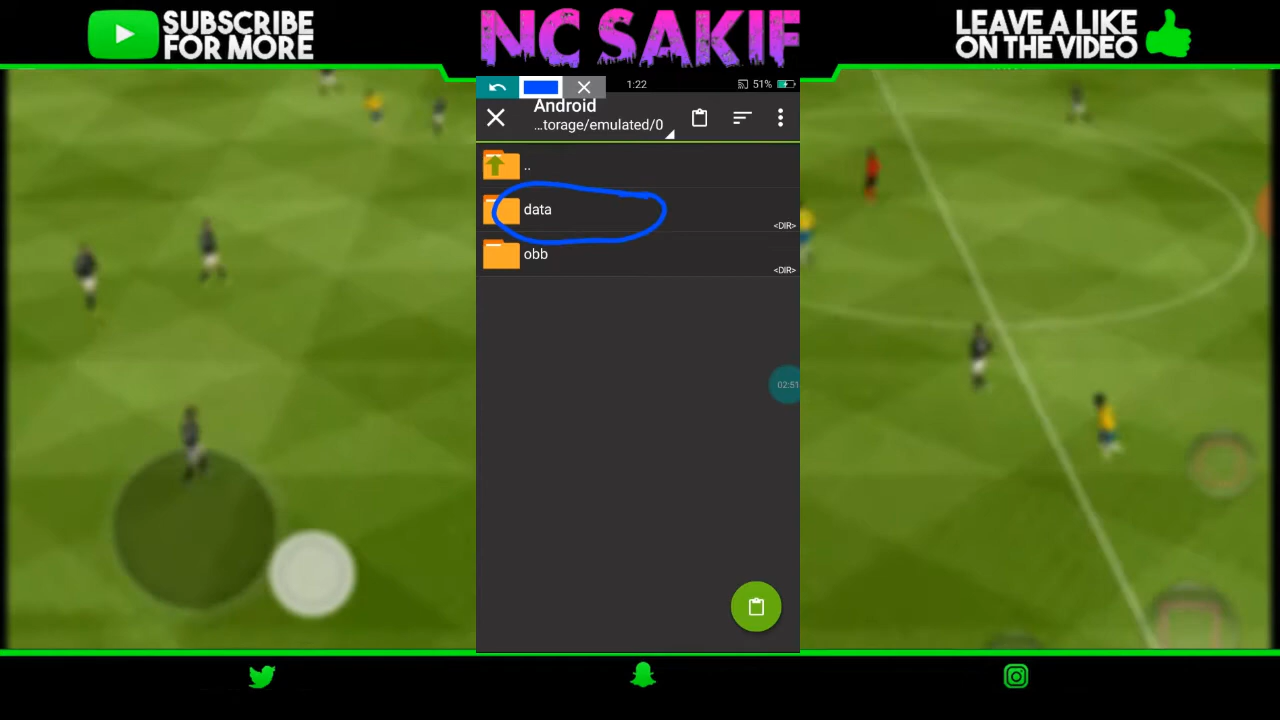 SUBSCRIBE
FOR MORE
NC SAKIF
LEAVE A LIKE
ON THE VIDEO
1:22
51%
Android
...torage/emulated/0
..
data
<DIR>
obb
<DIR>
02:51